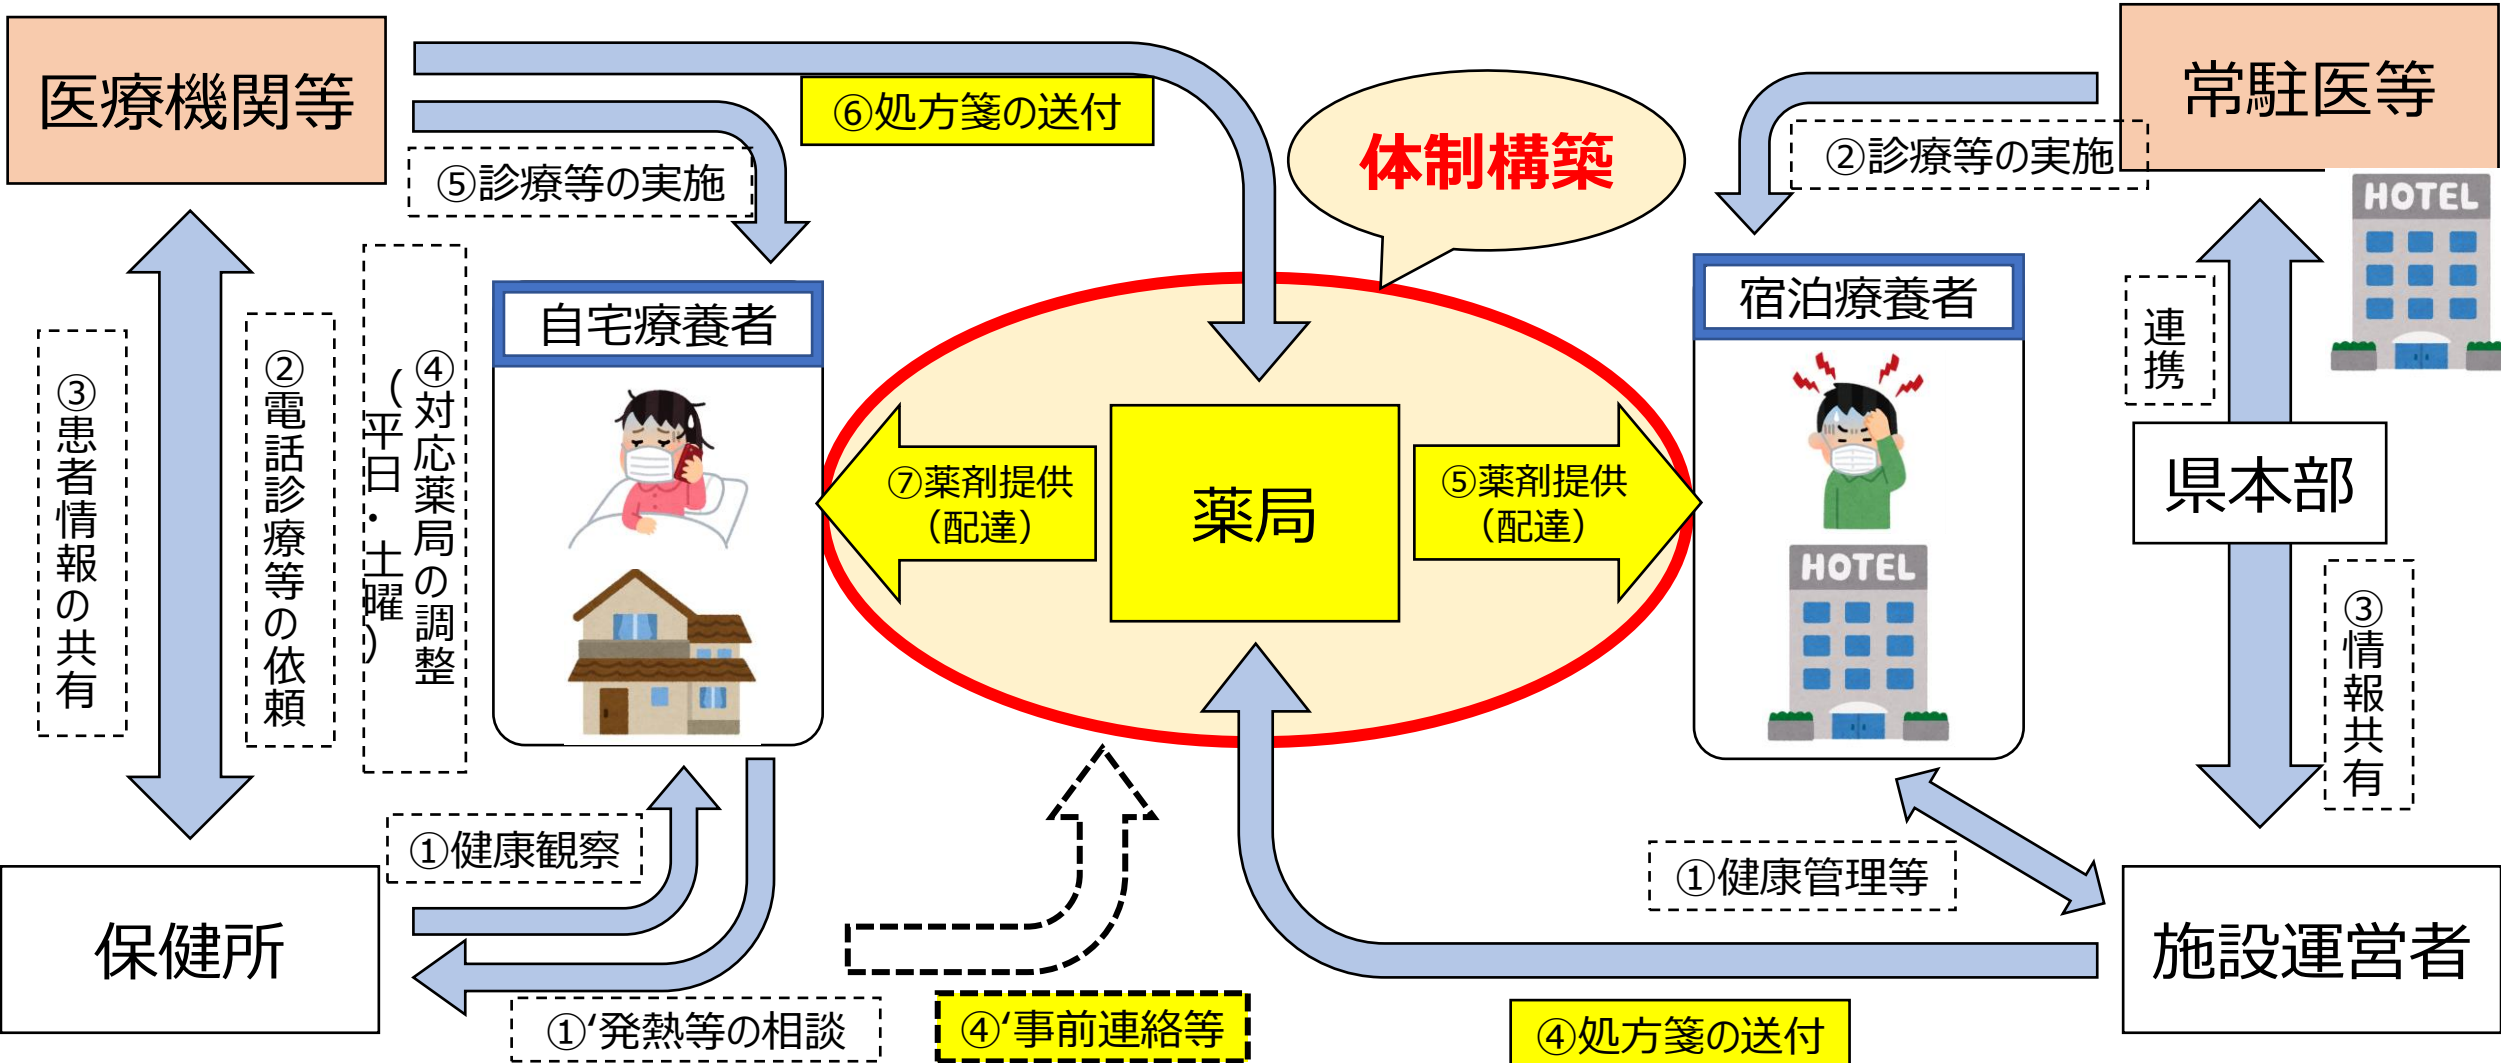 医療機関等
⑥処方箋の送付
⑤診療等の実施
体制構築
常駐医等
②診療等の実施
HOTEL
③患者情報の共有
②電話診療等の依頼
④対応薬局の調整
（平日・土曜）
自宅療養者
宿泊療養者
連携
県本部
⑦薬剤提供
（配達）
薬局
⑤薬剤提供
（配達）
HOTEL
③情報共有
①健康観察
①健康管理等
保健所
施設運営者
①‘発熱等の相談
④‘事前連絡等
④処方箋の送付